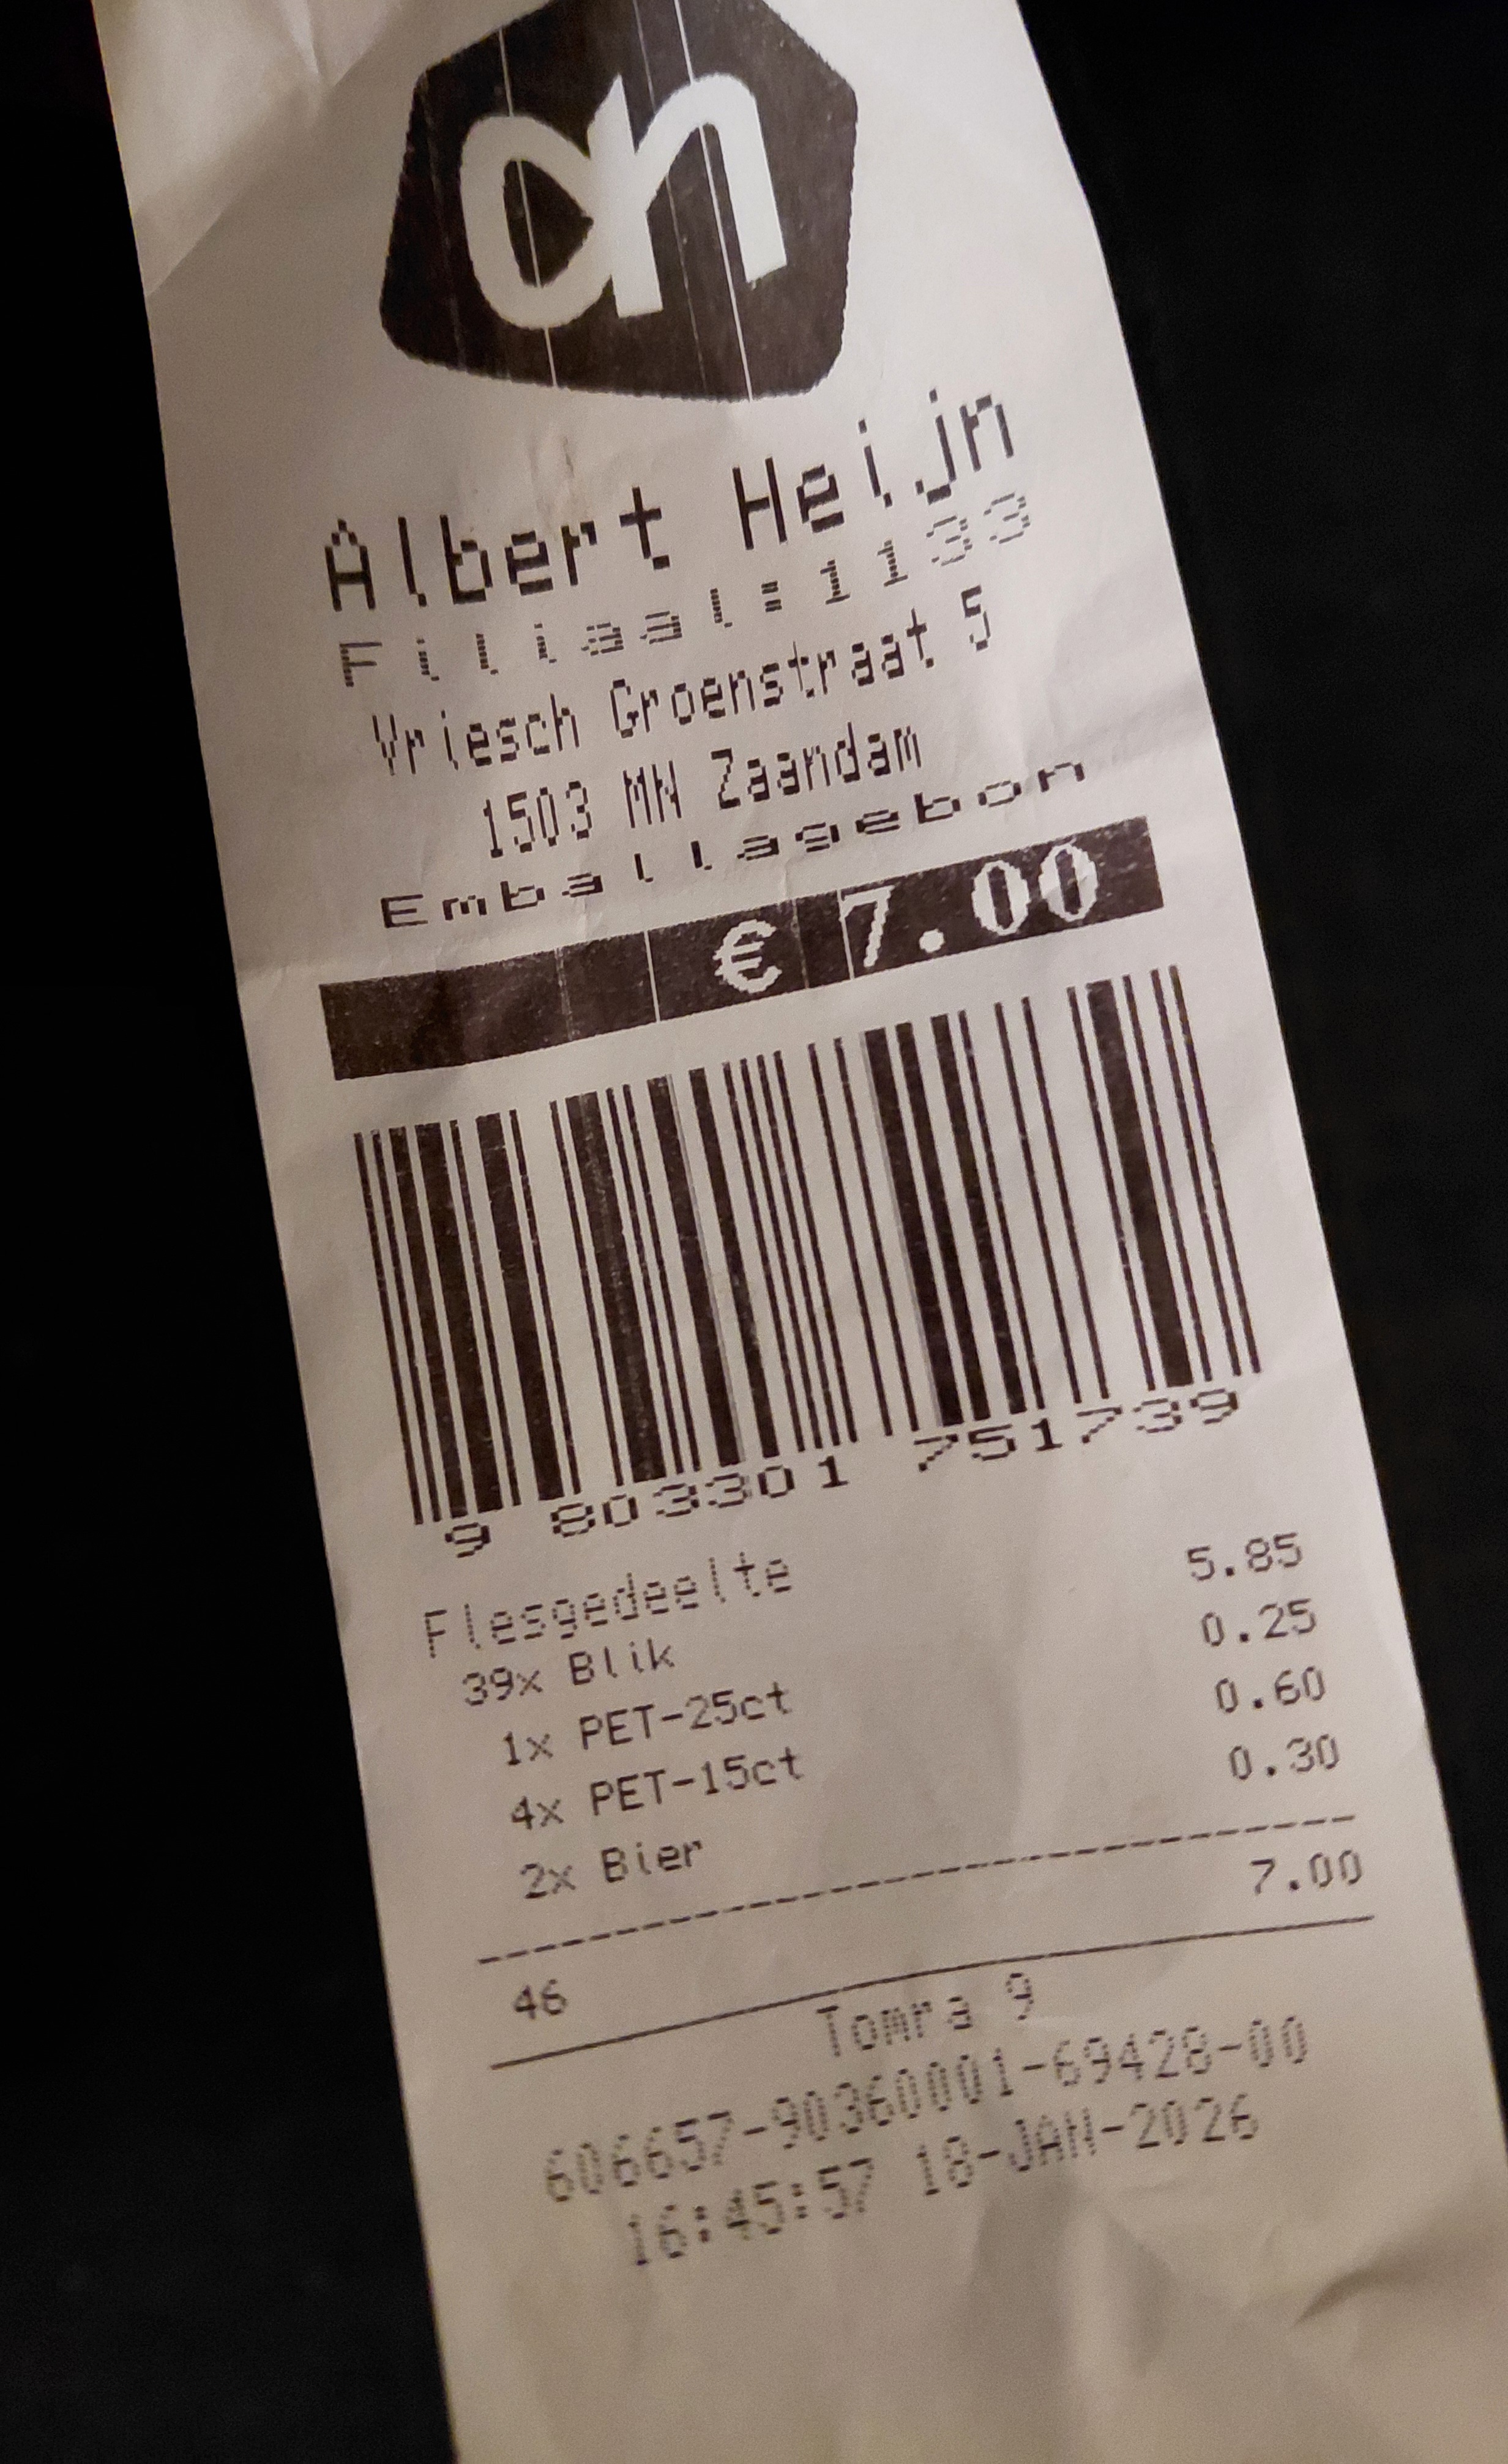 ah
Albert Heijn
Filiaal:1133
Vriesch Groenstraat 5
1503 MN Zaandam
Emballagebon
€ 7.00
9 803301 751739
Flesgedeelte
39x Blik 5.85
1x PET-25ct 0.25
4x PET-15ct 0.60
2x Bier 0.30
46 7.00
Tomra 9
606657-90360001-69428-00
16:45:57 18-JAN-2026